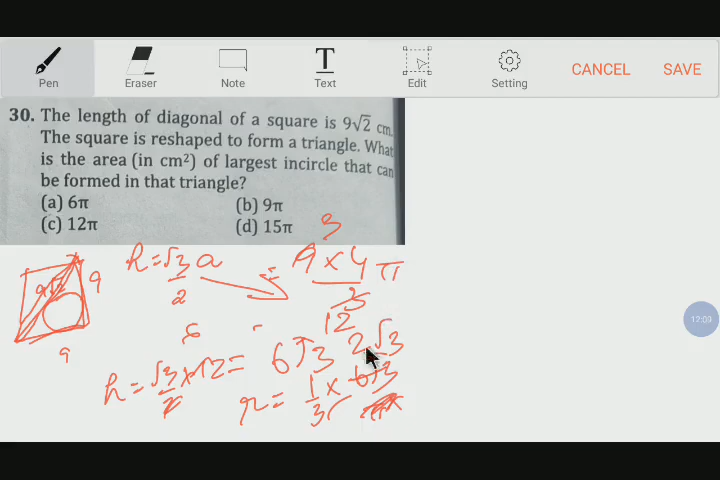 Pen
Eraser
Note
Text
Edit
Setting
CANCEL
SAVE
30. The length of diagonal of a square is 9√2 cm.
The square is reshaped to form a triangle. What
is the area (in cm²) of largest incircle that can
be formed in that triangle?
(a) 6π
(b) 9π
(c) 12π
(d) 15π
3
h = √3/2 a
9 × 4 π
9√2
9
3
12
9
6
2√3
h = √3/2 × 12 = 6√3
r = 1/3 × 6√3
12:09